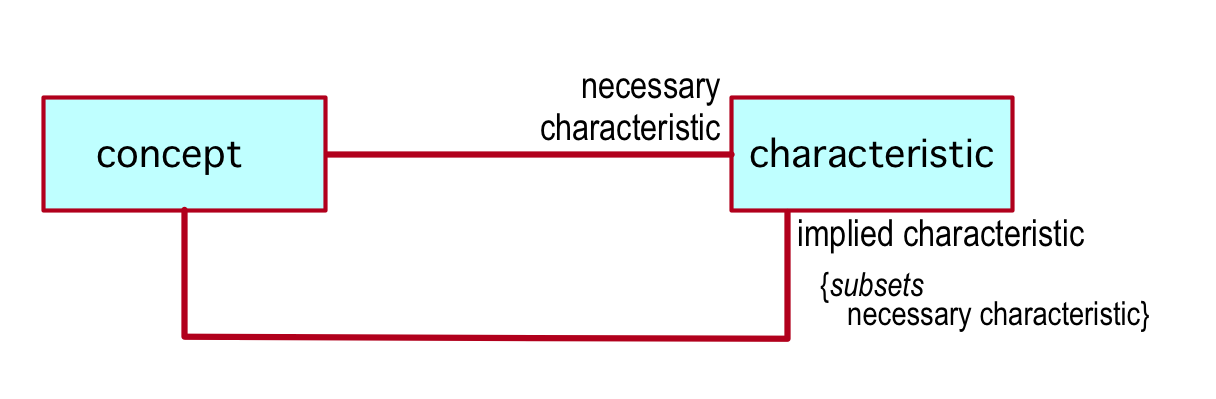 concept
necessary
characteristic
characteristic
implied characteristic
{subsets
necessary characteristic}